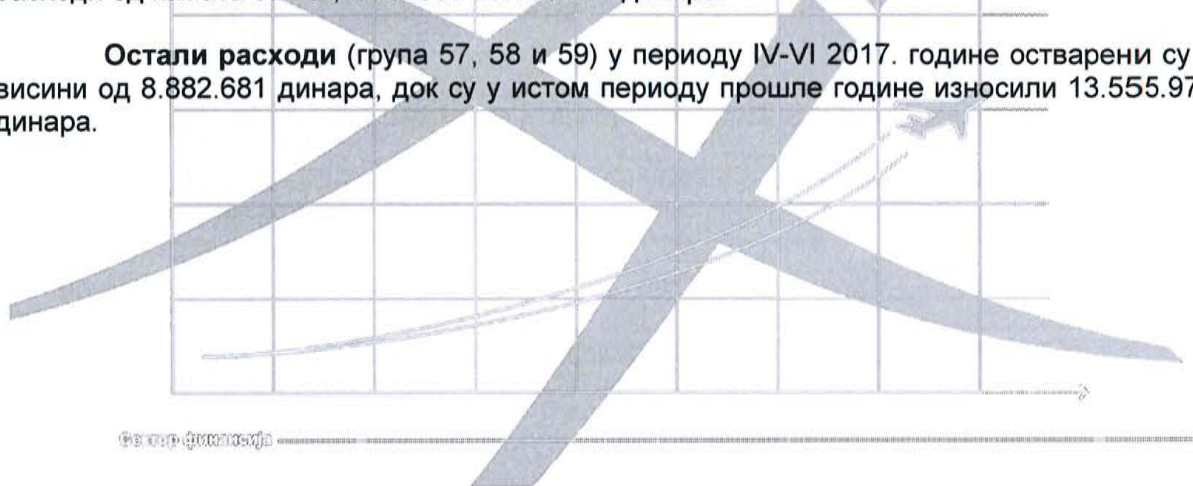 Остали расходи (група 57, 58 и 59) у периоду IV-VI 2017. године остварени су
висини од 8.882.681 динара, док су у истом периоду прошле године износили 13.555.97
динара.
Сектор финансија